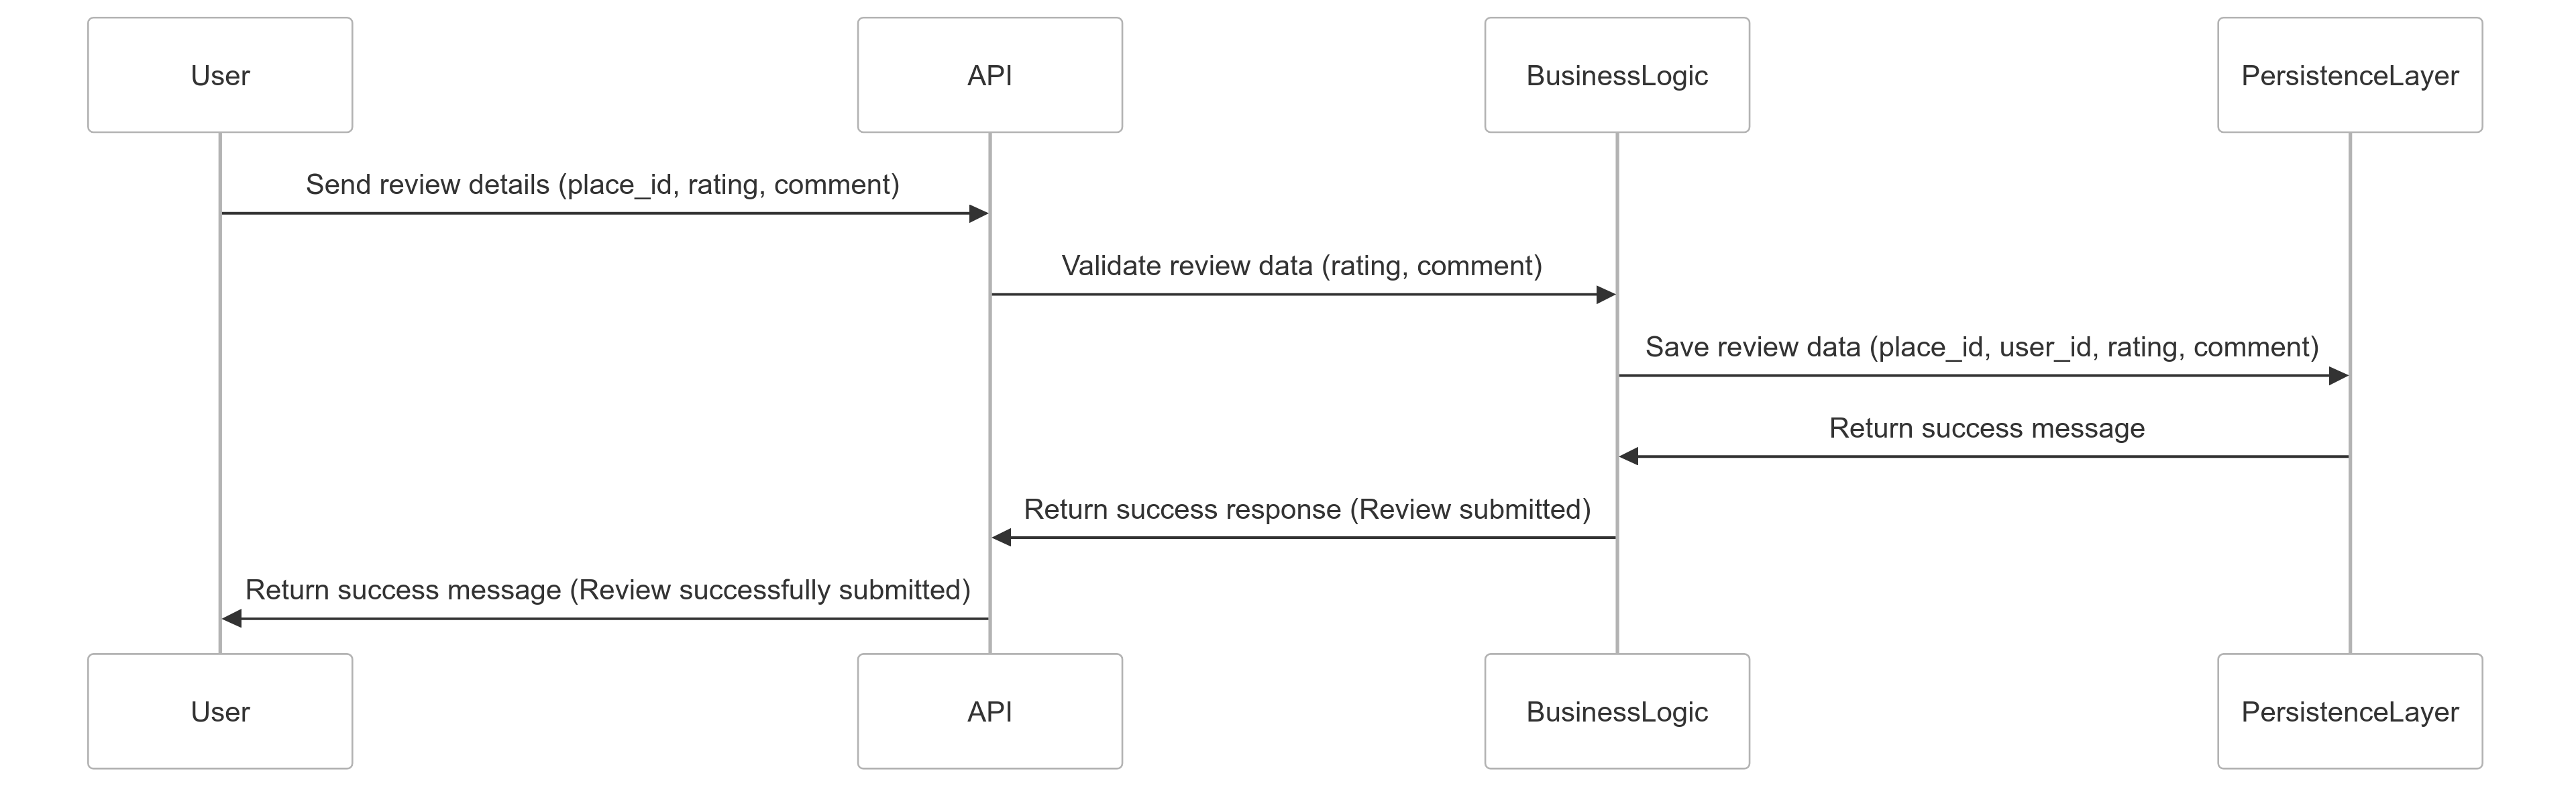 User
API
BusinessLogic
PersistenceLayer
Send review details (place_id, rating, comment)
Validate review data (rating, comment)
Save review data (place_id, user_id, rating, comment)
Return success message
Return success response (Review submitted)
Return success message (Review successfully submitted)
User
API
BusinessLogic
PersistenceLayer